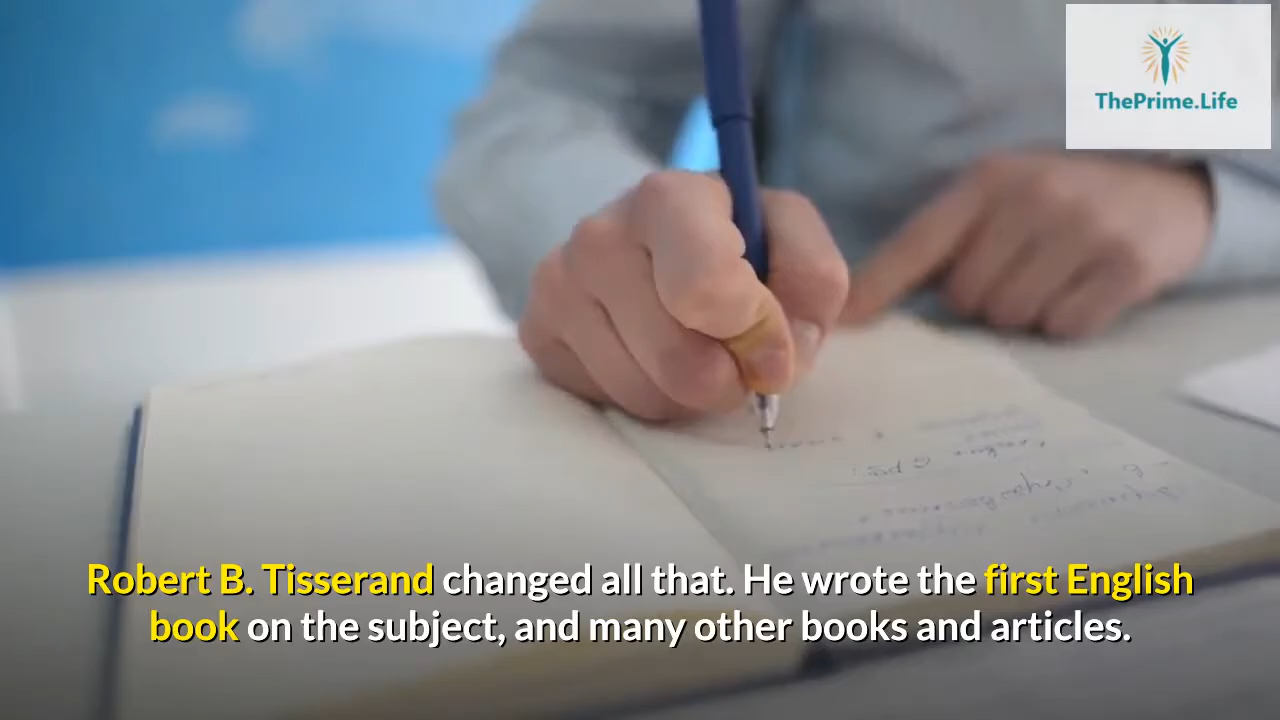 ThePrime.Life
Robert B. Tisserand changed all that. He wrote the first English
book on the subject, and many other books and articles.